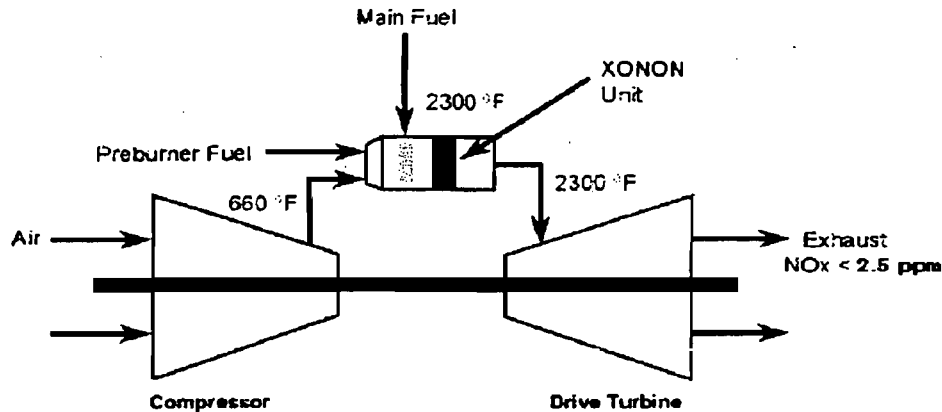 Main Fuel
XONON
Unit
2300 °F
Preburner Fuel
2300 °F
660 °F
Air
Exhaust
NOx < 2.5 ppm
Compressor
Drive Turbine